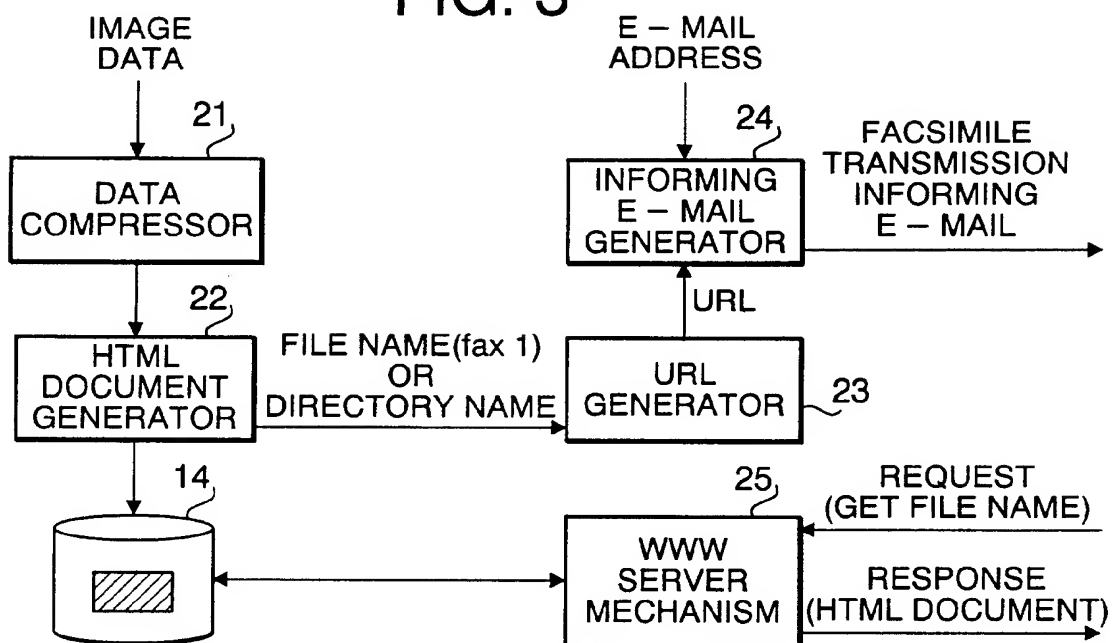 FIG. 3
IMAGE
DATA
21
DATA
COMPRESSOR
22
HTML
DOCUMENT
GENERATOR
FILE NAME(fax 1)
OR
DIRECTORY NAME
14
E – MAIL
ADDRESS
24
INFORMING
E – MAIL
GENERATOR
FACSIMILE
TRANSMISSION
INFORMING
E – MAIL
URL
URL
GENERATOR
23
25
WWW
SERVER
MECHANISM
REQUEST
(GET FILE NAME)
RESPONSE
(HTML DOCUMENT)